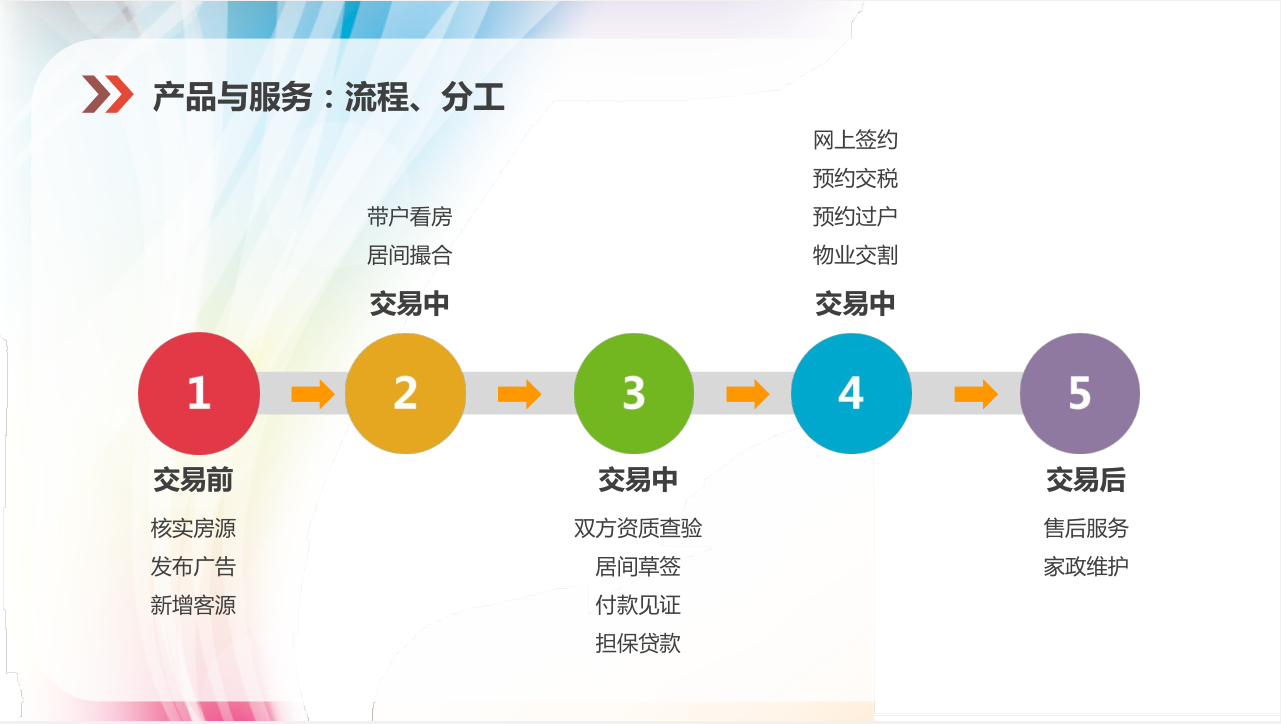 产品与服务：流程、分工
1
交易前
核实房源
发布广告
新增客源
带户看房
居间撮合
交易中
2
3
交易中
双方资质查验
居间草签
付款见证
担保贷款
网上签约
预约交税
预约过户
物业交割
交易中
4
5
交易后
售后服务
家政维护